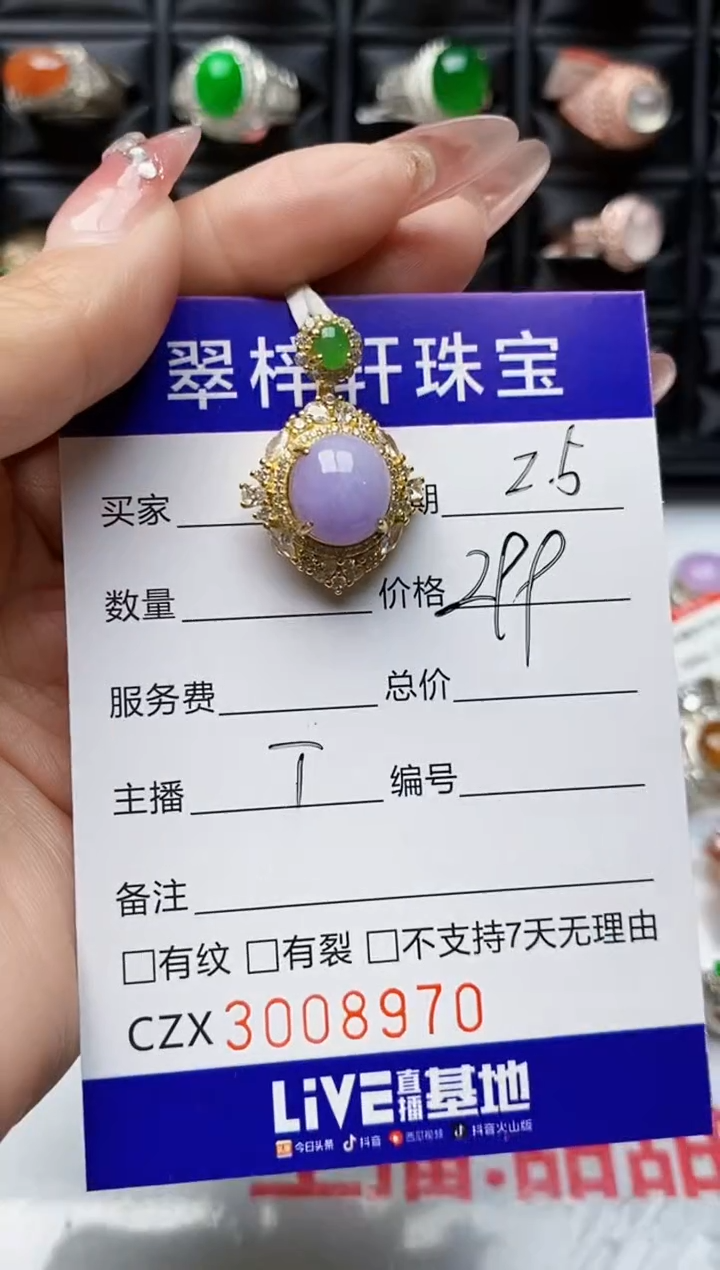 翠梓轩珠宝
买家 期 2.5
数量 价格 299
服务费 总价
主播 T 编号
备注
□有纹 □有裂 □不支持7天无理由
CZX 3008970
LiVE直播基地
今日头条 抖音 西瓜视频 抖音火山版